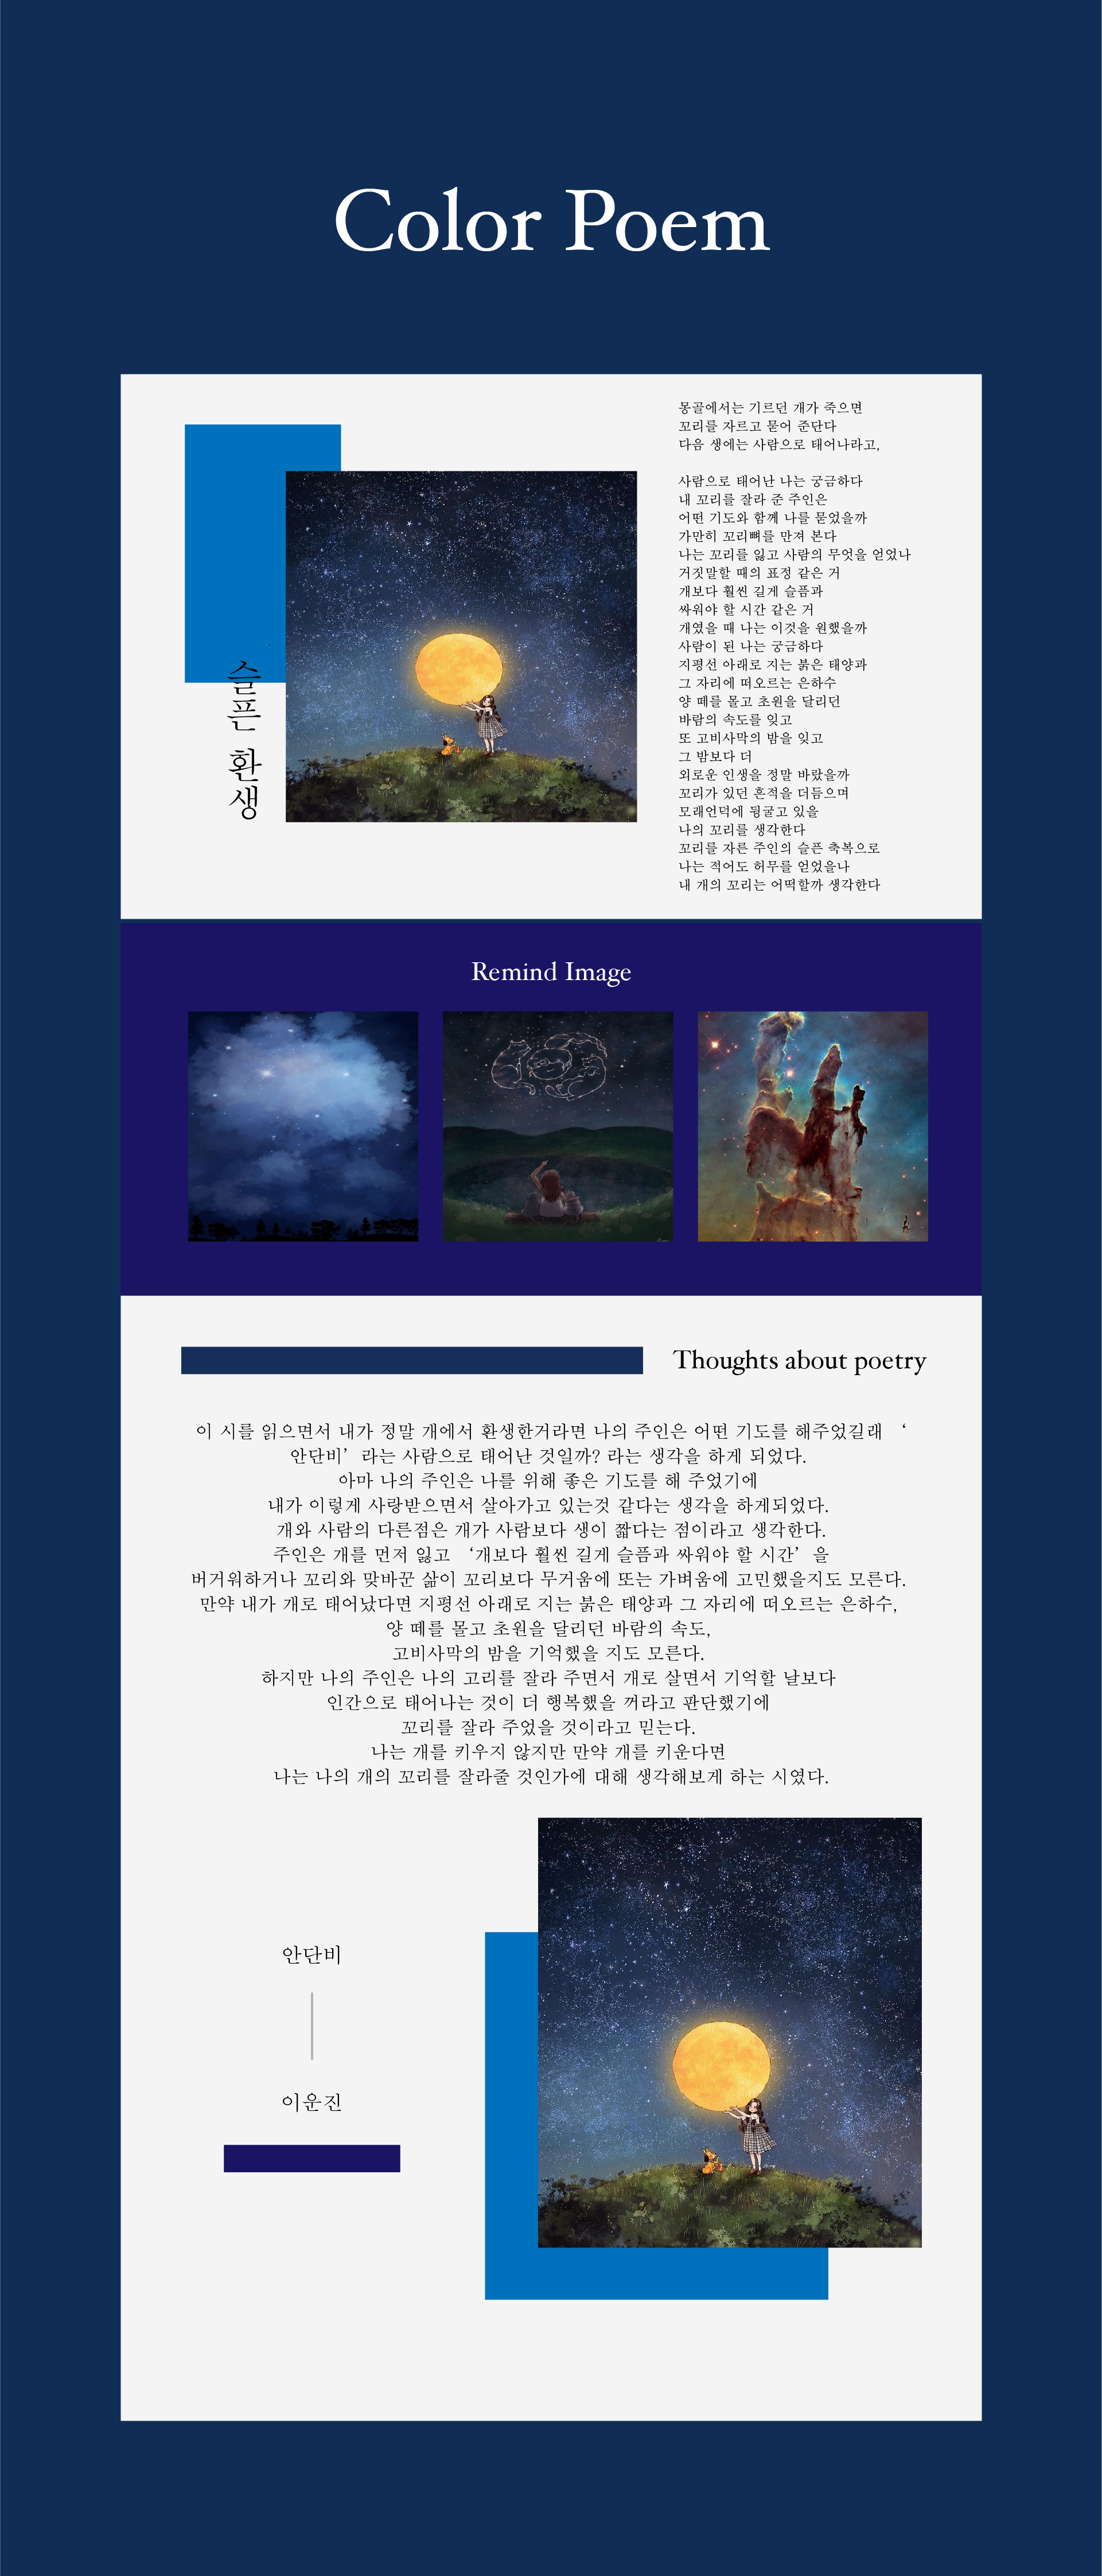 Color Poem
슬픈 환생
몽골에서는 기르던 개가 죽으면
꼬리를 자르고 묻어 준단다
다음 생에는 사람으로 태어나라고,
사람으로 태어난 나는 궁금하다
내 꼬리를 잘라 준 주인은
어떤 기도와 함께 나를 묻었을까
가만히 꼬리뼈를 만져 본다
나는 꼬리를 잃고 사람의 무엇을 얻었나
거짓말할 때의 표정 같은 거
개보다 훨씬 길게 슬픔과
싸워야 할 시간 같은 거
개였을 때 나는 이것을 원했을까
사람이 된 나는 궁금하다
지평선 아래로 지는 붉은 태양과
그 자리에 떠오르는 은하수
양 떼를 몰고 초원을 달리던
바람의 속도를 잊고
또 고비사막의 밤을 잊고
그 밤보다 더
외로운 인생을 정말 바랐을까
꼬리가 있던 흔적을 더듬으며
모래언덕에 뒹굴고 있을
나의 꼬리를 생각한다
꼬리를 자른 주인의 슬픈 축복으로
나는 적어도 허무를 얻었을나
내 개의 꼬리는 어떡할까 생각한다
Remind Image
Thoughts about poetry
이 시를 읽으면서 내가 정말 개에서 환생한거라면 나의 주인은 어떤 기도를 해주었길래 ‘
안단비’ 라는 사람으로 태어난 것일까? 라는 생각을 하게 되었다.
아마 나의 주인은 나를 위해 좋은 기도를 해 주었기에
내가 이렇게 사랑받으면서 살아가고 있는것 같다는 생각을 하게되었다.
개와 사람의 다른점은 개가 사람보다 생이 짧다는 점이라고 생각한다.
주인은 개를 먼저 잃고 ‘개보다 훨씬 길게 슬픔과 싸워야 할 시간’ 을
버거워하거나 꼬리와 맞바꾼 삶이 꼬리보다 무거움에 또는 가벼움에 고민했을지도 모른다.
만약 내가 개로 태어났다면 지평선 아래로 지는 붉은 태양과 그 자리에 떠오르는 은하수,
양 떼를 몰고 초원을 달리던 바람의 속도,
고비사막의 밤을 기억했을 지도 모른다.
하지만 나의 주인은 나의 고리를 잘라 주면서 개로 살면서 기억할 날보다
인간으로 태어나는 것이 더 행복했을 꺼라고 판단했기에
꼬리를 잘라 주었을 것이라고 믿는다.
나는 개를 키우지 않지만 만약 개를 키운다면
나는 나의 개의 꼬리를 잘라줄 것인가에 대해 생각해보게 하는 시였다.
안단비
이운진